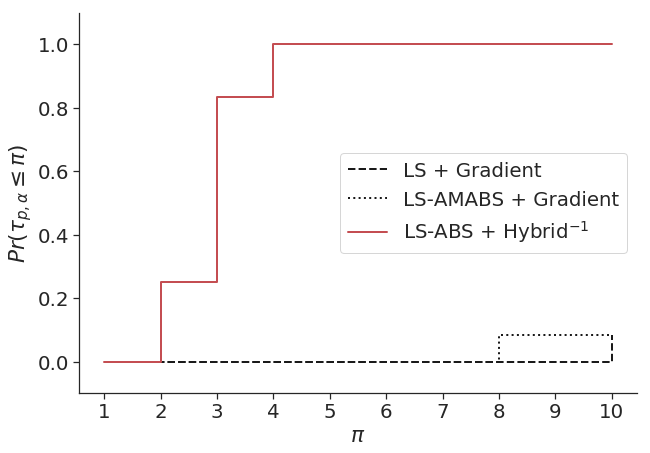 1.0
0.8
0.6
0.4
0.2
0.0
Pr(τ_{p, α} ≤ π)
LS + Gradient
LS-AMABS + Gradient
LS-ABS + Hybrid⁻¹
1 2 3 4 5 6 7 8 9 10
π